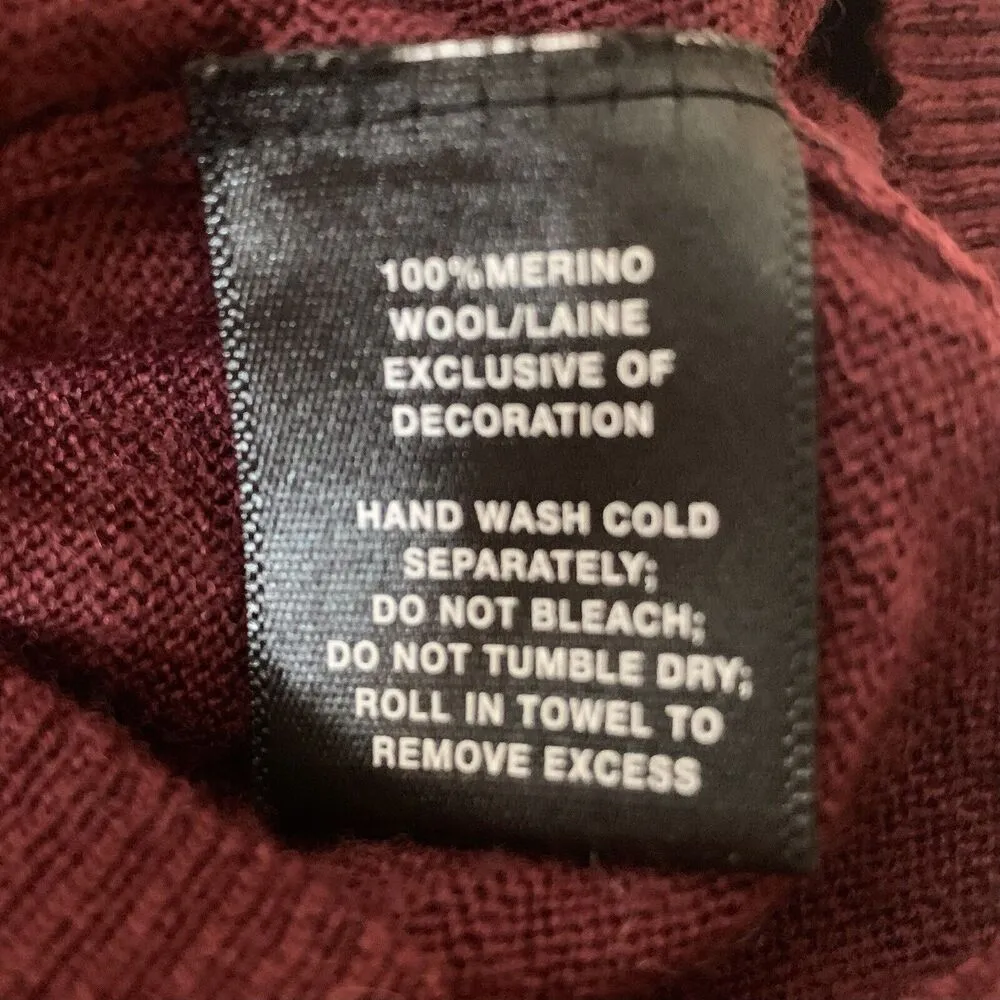 100%MERINO
WOOL/LAINE
EXCLUSIVE OF
DECORATION
HAND WASH COLD
SEPARATELY;
DO NOT BLEACH;
DO NOT TUMBLE DRY;
ROLL IN TOWEL TO
REMOVE EXCESS